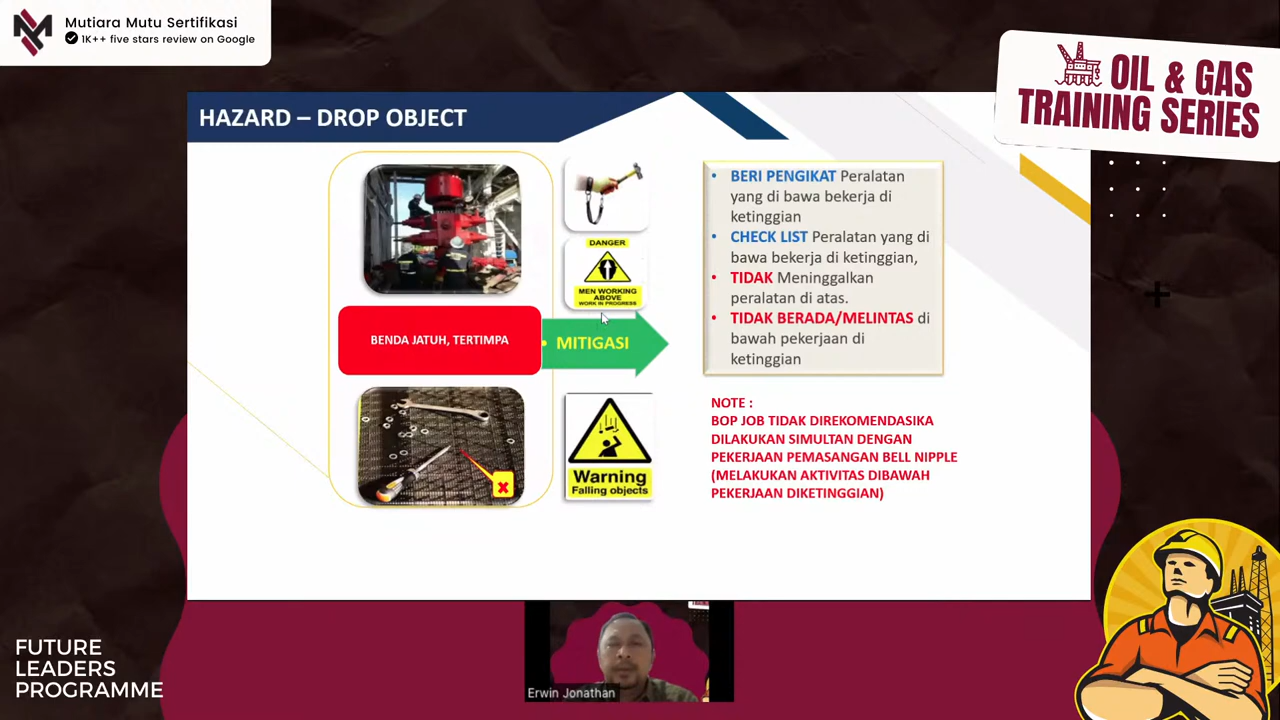 Mutiara Mutu Sertifikasi
1K++ five stars review on Google
OIL & GAS
TRAINING SERIES
HAZARD – DROP OBJECT
DANGER
MEN WORKING
ABOVE
WORK IN PROGRESS
BENDA JATUH, TERTIMPA
• MITIGASI
Warning
Falling objects
• BERI PENGIKAT Peralatan
yang di bawa bekerja di
ketinggian
• CHECK LIST Peralatan yang di
bawa bekerja di ketinggian,
• TIDAK Meninggalkan
peralatan di atas.
• TIDAK BERADA/MELINTAS di
bawah pekerjaan di
ketinggian
NOTE :
BOP JOB TIDAK DIREKOMENDASIKA
DILAKUKAN SIMULTAN DENGAN
PEKERJAAN PEMASANGAN BELL NIPPLE
(MELAKUKAN AKTIVITAS DIBAWAH
PEKERJAAN DIKETINGGIAN)
FUTURE
LEADERS
PROGRAMME
Erwin Jonathan